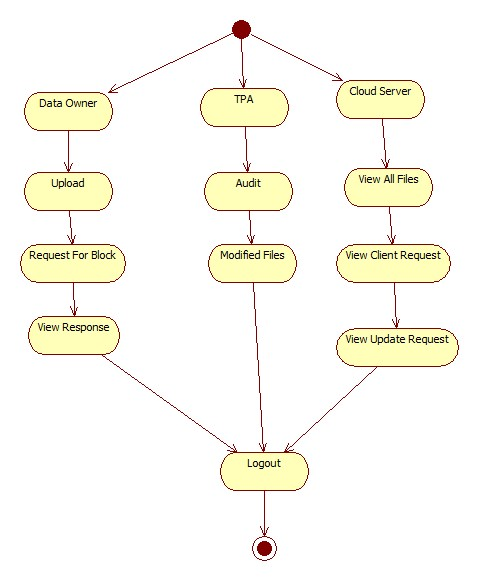 Data Owner
TPA
Cloud Server
Upload
Audit
View All Files
Request For Block
Modified Files
View Client Request
View Response
View Update Request
Logout